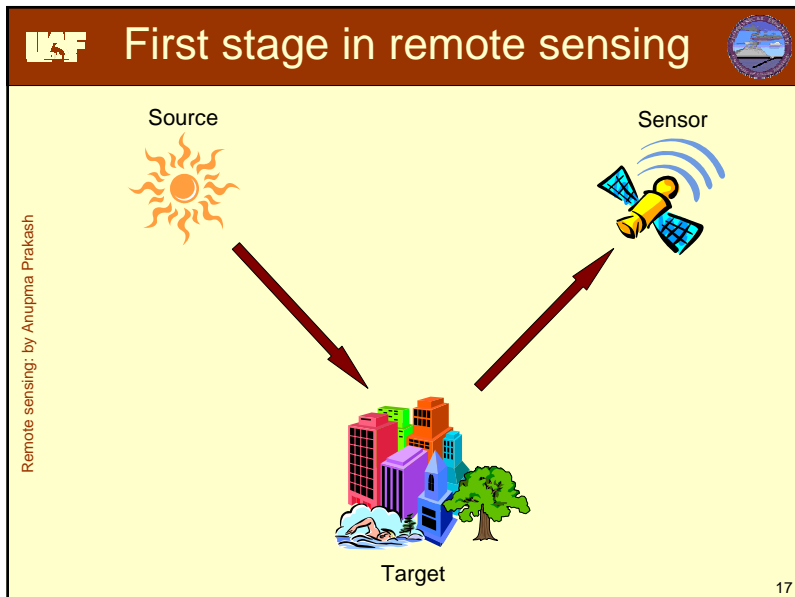 UAF
First stage in remote sensing
Source
Sensor
Remote sensing: by Anupma Prakash
Target
17